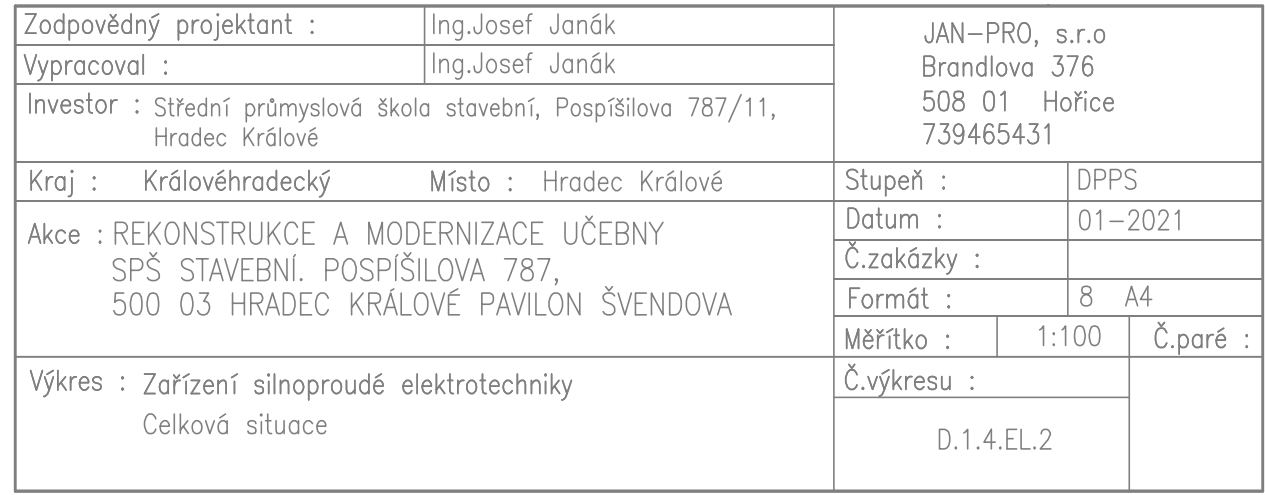 Zodpovědný projektant : Ing.Josef Janák
Vypracoval : Ing.Josef Janák
Investor : Střední průmyslová škola stavební, Pospíšilova 787/11,
Hradec Králové
JAN-PRO, s.r.o
Brandlova 376
508 01 Hořice
739465431
Kraj : Královéhradecký Místo : Hradec Králové
Akce : REKONSTRUKCE A MODERNIZACE UČEBNY
SPŠ STAVEBNÍ. POSPÍŠILOVA 787,
500 03 HRADEC KRÁLOVÉ PAVILON ŠVENDOVA
Stupeň : DPPS
Datum : 01-2021
Č.zakázky :
Formát : 8 A4
Měřítko : 1:100 Č.paré :
Výkres : Zařízení silnoproudé elektrotechniky
Celková situace
Č.výkresu :
D.1.4.EL.2